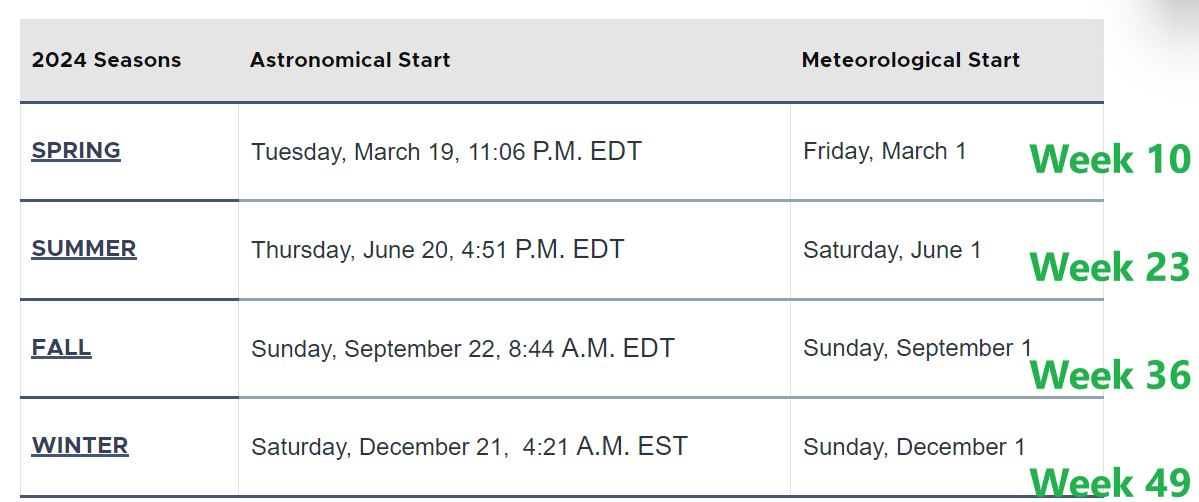 2024 Seasons Astronomical Start Meteorological Start
SPRING Tuesday, March 19, 11:06 P.M. EDT Friday, March 1 Week 10
SUMMER Thursday, June 20, 4:51 P.M. EDT Saturday, June 1 Week 23
FALL Sunday, September 22, 8:44 A.M. EDT Sunday, September 1 Week 36
WINTER Saturday, December 21, 4:21 A.M. EST Sunday, December 1 Week 49